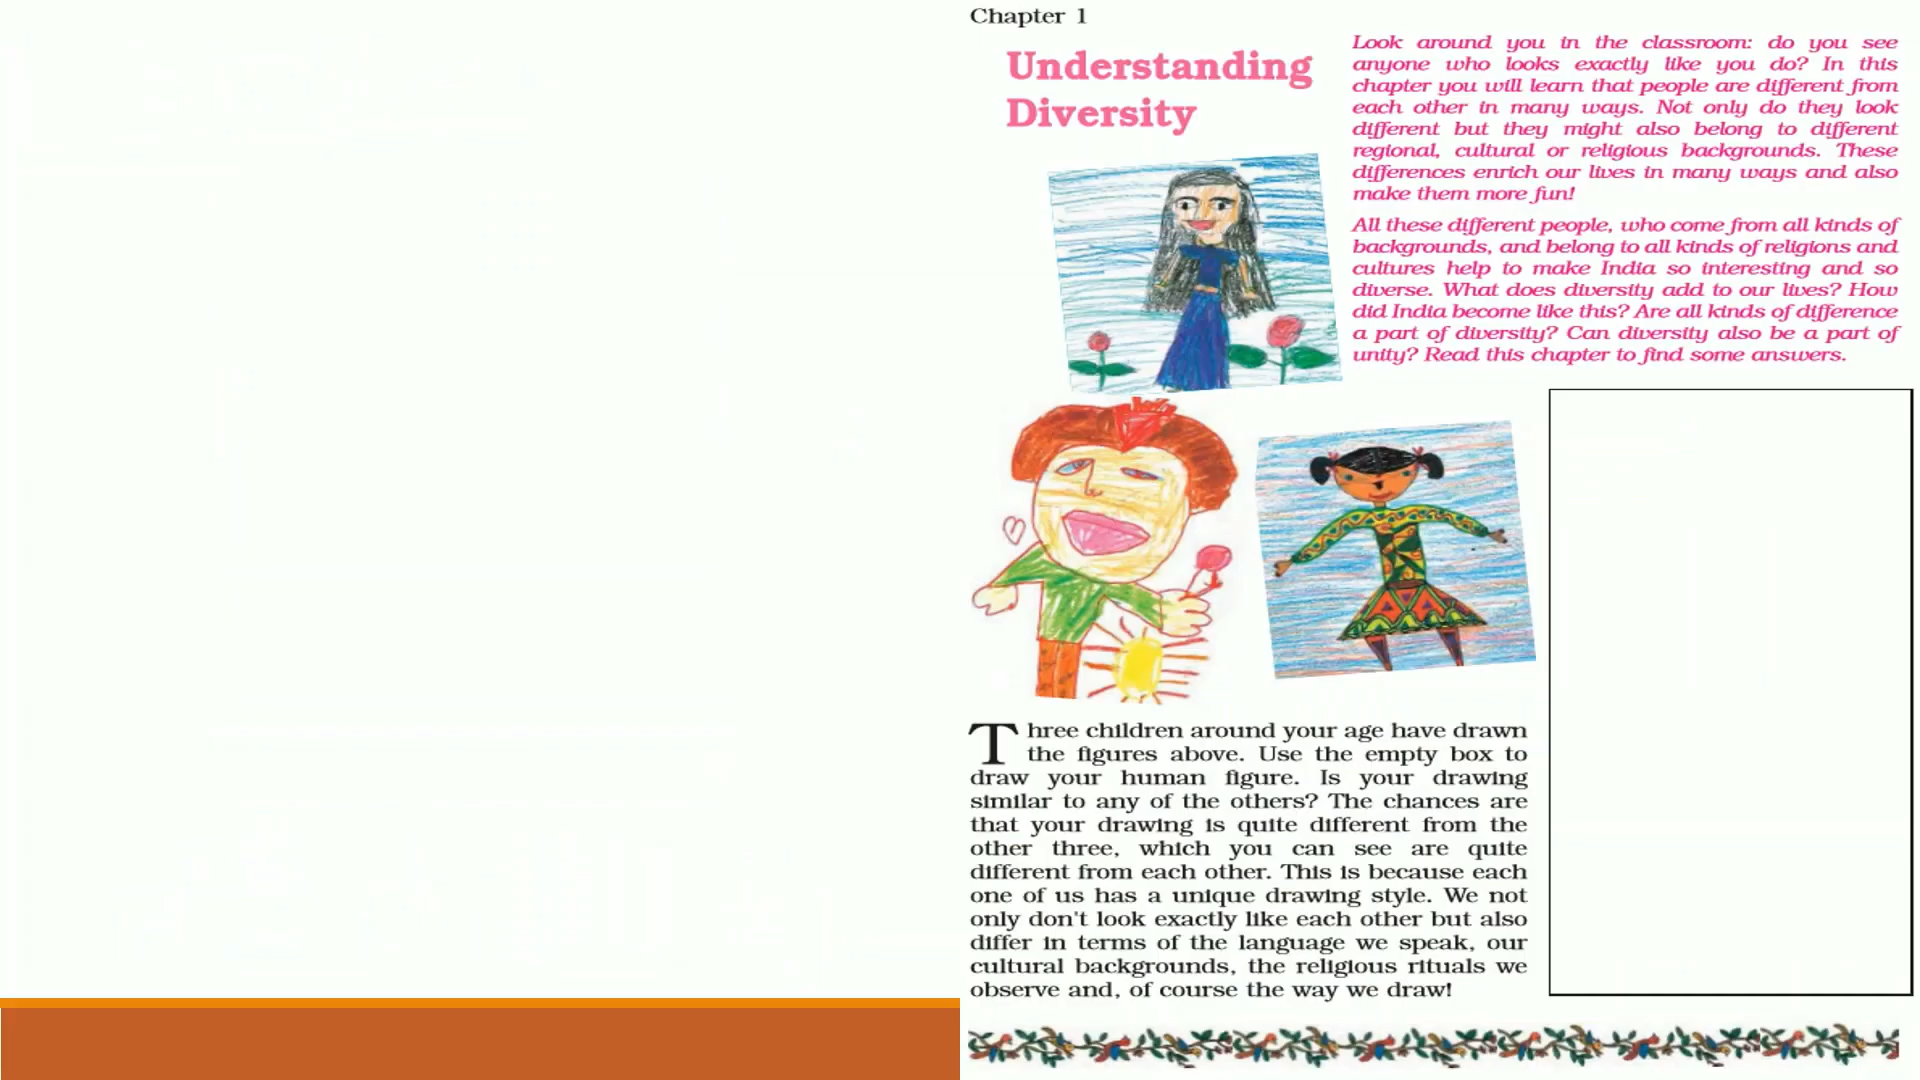 Chapter 1
Understanding
Diversity
Look around you in the classroom: do you see
anyone who looks exactly like you do? In this
chapter you will learn that people are different from
each other in many ways. Not only do they look
different but they might also belong to different
regional, cultural or religious backgrounds. These
differences enrich our lives in many ways and also
make them more fun!
All these different people, who come from all kinds of
backgrounds, and belong to all kinds of religions and
cultures help to make India so interesting and so
diverse. What does diversity add to our lives? How
did India become like this? Are all kinds of difference
a part of diversity? Can diversity also be a part of
unity? Read this chapter to find some answers.
Three children around your age have drawn
the figures above. Use the empty box to
draw your human figure. Is your drawing
similar to any of the others? The chances are
that your drawing is quite different from the
other three, which you can see are quite
different from each other. This is because each
one of us has a unique drawing style. We not
only don't look exactly like each other but also
differ in terms of the language we speak, our
cultural backgrounds, the religious rituals we
observe and, of course the way we draw!